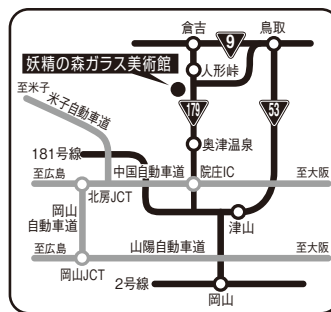 倉吉
9
鳥取
妖精の森ガラス美術館
人形峠
至米子
米子自動車道
179
53
奥津温泉
181号線
中国自動車道
院庄IC
至広島
至大阪
北房JCT
岡山
自動車道
津山
至広島
山陽自動車道
至大阪
岡山JCT
2号線
岡山